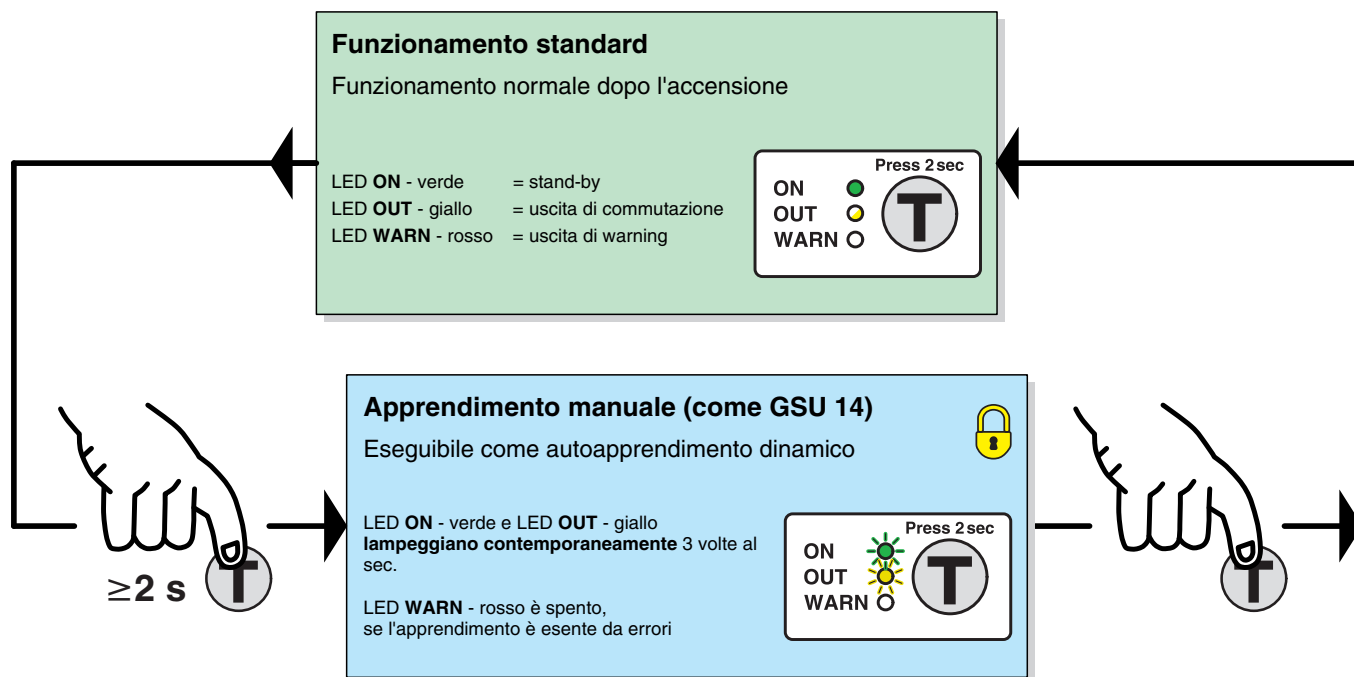 Funzionamento standard
Funzionamento normale dopo l'accensione
LED ON - verde = stand-by
LED OUT - giallo = uscita di commutazione
LED WARN - rosso = uscita di warning
Press 2 sec
ON
OUT
WARN
T
Apprendimento manuale (come GSU 14)
Eseguibile come autoapprendimento dinamico
LED ON - verde e LED OUT - giallo
lampeggiano contemporaneamente 3 volte al
sec.
LED WARN - rosso è spento,
se l'apprendimento è esente da errori
Press 2 sec
ON
OUT
WARN
T
≥2 s
T
T